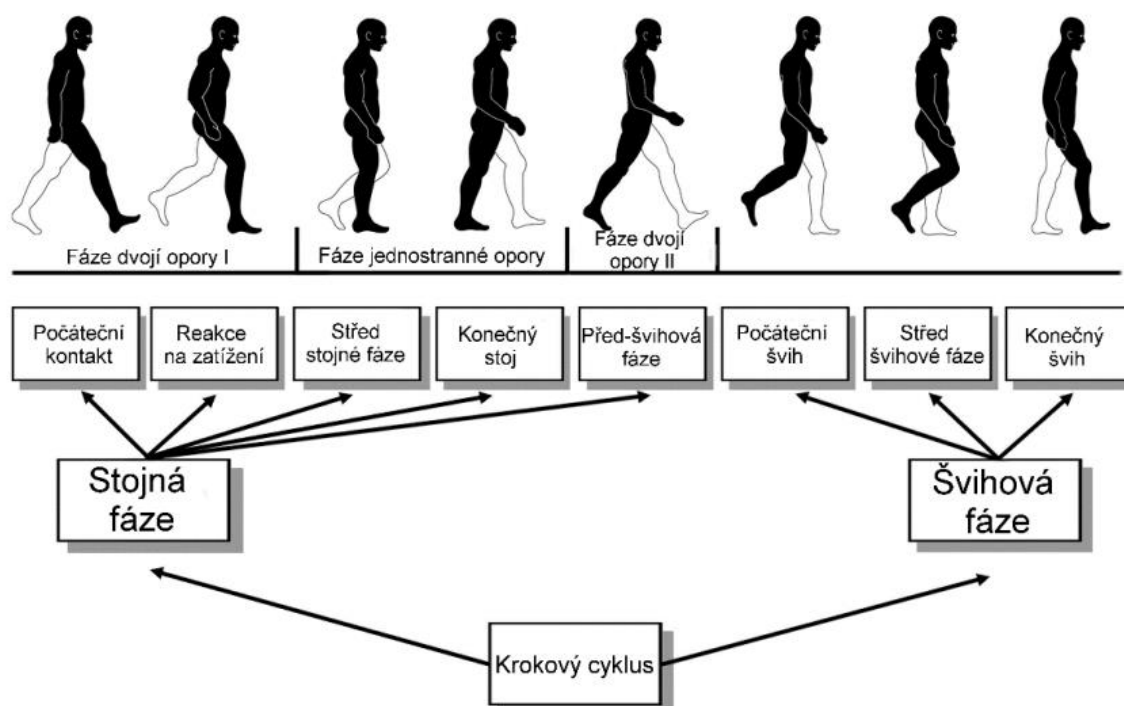 Fáze dvojí opory I
Fáze jednostranné opory
Fáze dvojí
opory II
Počáteční
kontakt
Reakce
na zatížení
Střed
stojné fáze
Konečný
stoj
Před-švihová
fáze
Počáteční
švih
Střed
švihové fáze
Konečný
švih
Stojná
fáze
Švihová
fáze
Krokový cyklus